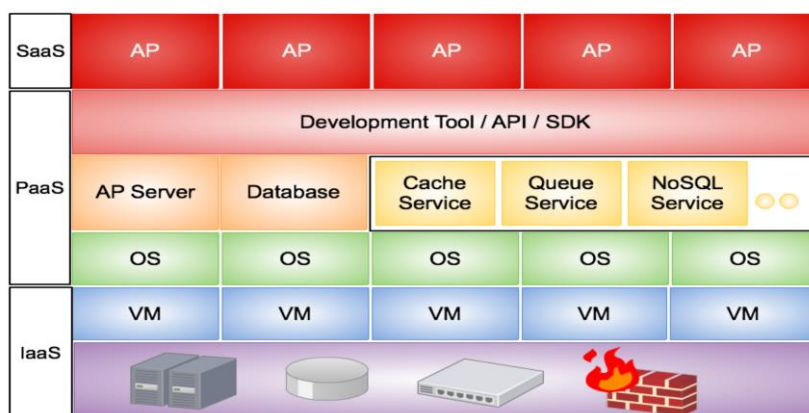 SaaS
AP AP AP AP AP
PaaS
Development Tool / API / SDK
AP Server
Database
Cache
Service
Queue
Service
NoSQL
Service
OS OS OS OS OS
IaaS
VM VM VM VM VM